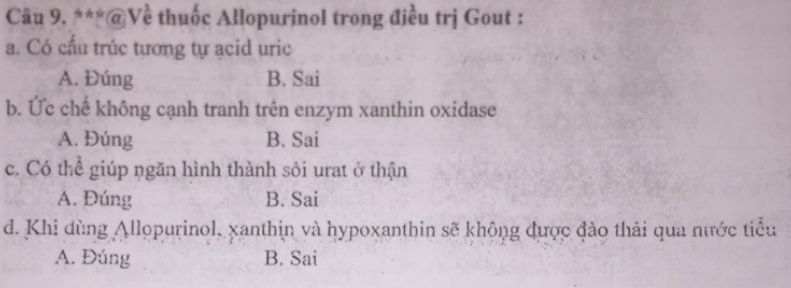 Câu 9. ***@Về thuốc Allopurinol trong điều trị Gout :
a. Có cấu trúc tương tự acid uric
A. Đúng B. Sai
b. Ức chế không cạnh tranh trên enzym xanthin oxidase
A. Đúng B. Sai
c. Có thể giúp ngăn hình thành sỏi urat ở thận
A. Đúng B. Sai
d. Khi dùng Allopurinol, xanthin và hypoxanthin sẽ không được đào thải qua nước tiểu
A. Đúng B. Sai